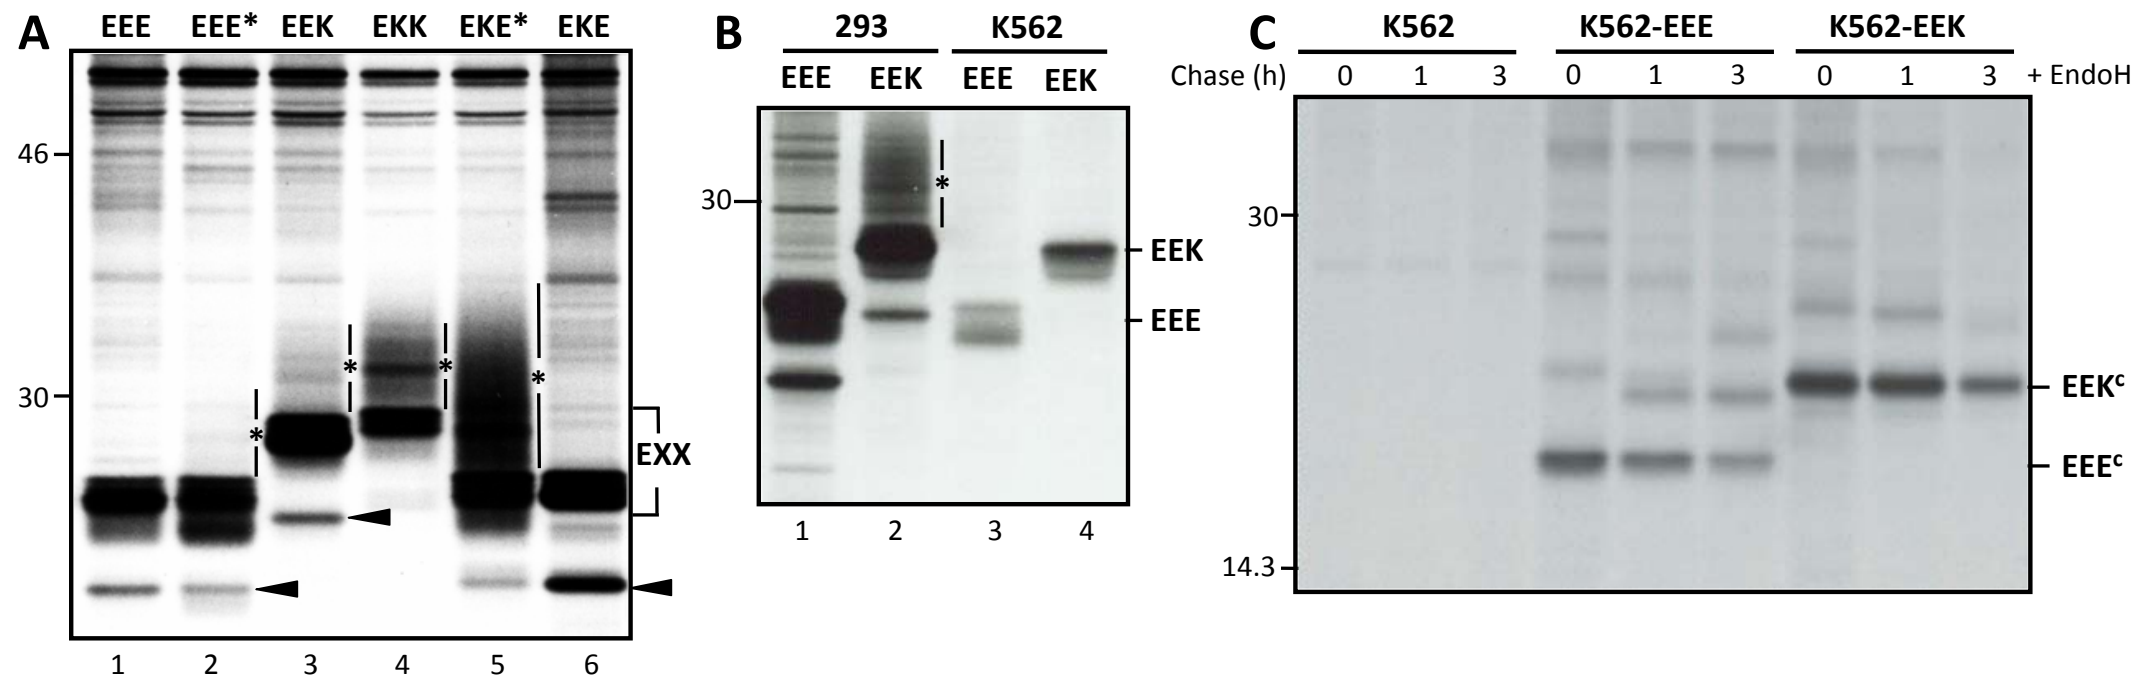 A EEE EEE* EEK EKK EKE* EKE
46
30
*
*
*
*
EXX
1 2 3 4 5 6
B 293 K562
EEE EEK EEE EEK
30
*
EEK
EEE
1 2 3 4
C K562 K562-EEE K562-EEK
Chase (h) 0 1 3 0 1 3 0 1 3 + EndoH
30
EEKᶜ
EEEᶜ
14.3